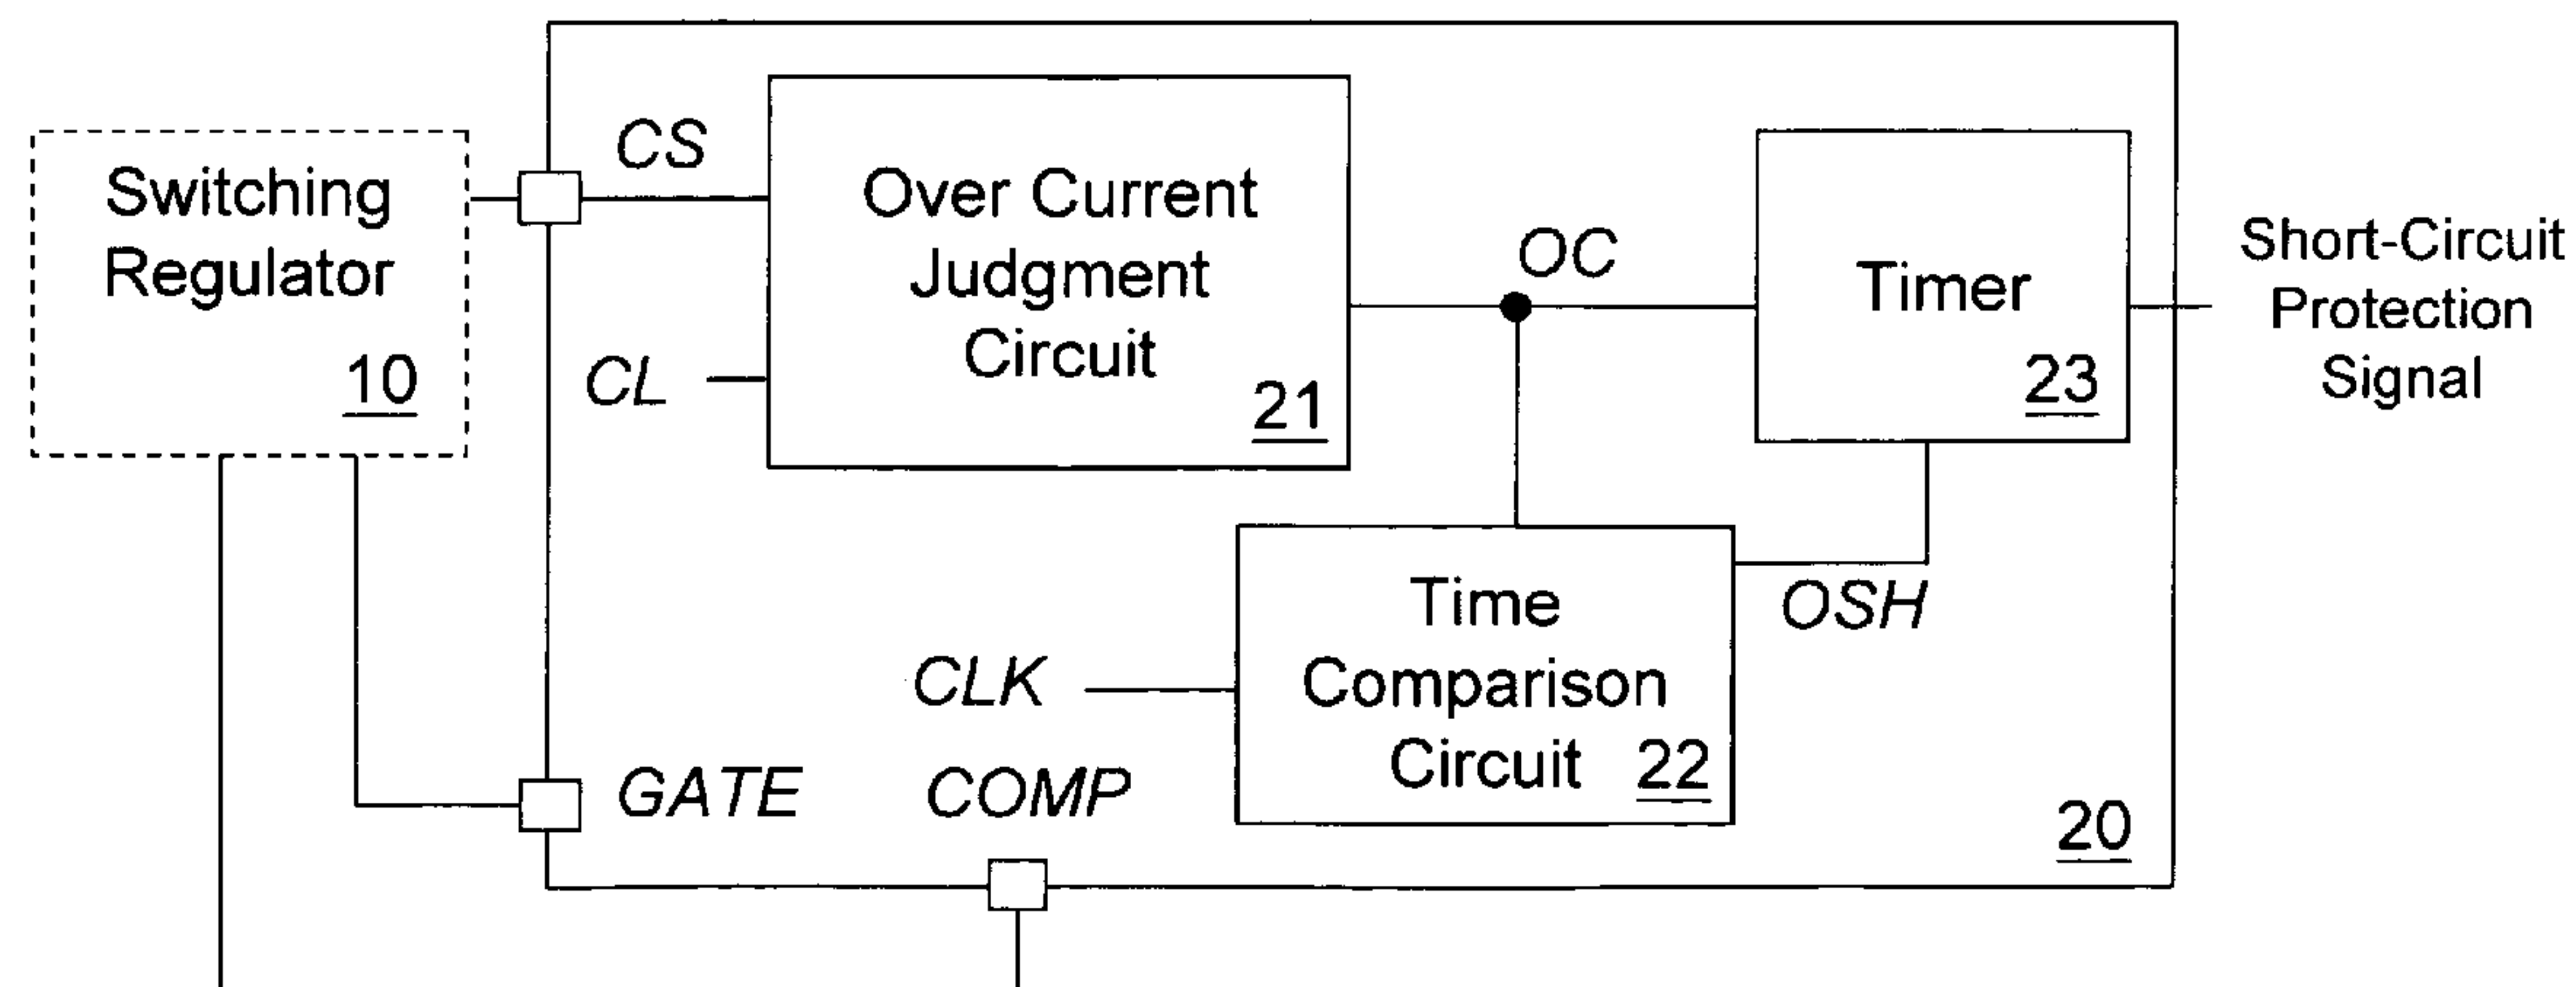 Switching
Regulator
10
CS
CL
Over Current
Judgment
Circuit
21
OC
Timer
23
Short-Circuit
Protection
Signal
OSH
CLK
Time
Comparison
Circuit 22
GATE
COMP
20